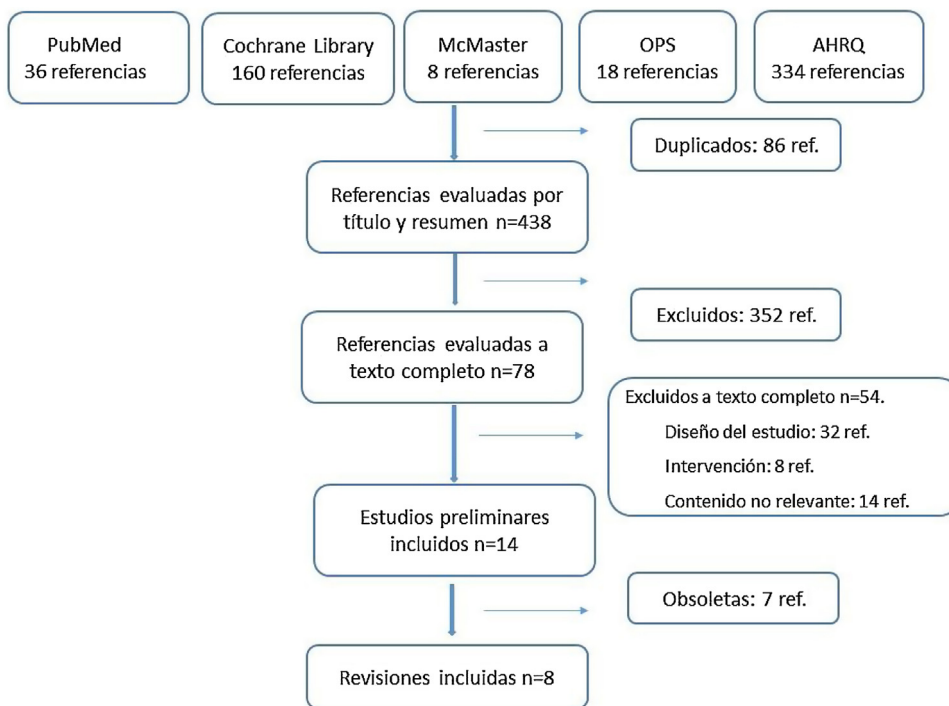 PubMed
36 referencias
Cochrane Library
160 referencias
McMaster
8 referencias
OPS
18 referencias
AHRQ
334 referencias
Duplicados: 86 ref.
Referencias evaluadas por
título y resumen n=438
Excluidos: 352 ref.
Referencias evaluadas a
texto completo n=78
Excluidos a texto completo n=54.
Diseño del estudio: 32 ref.
Intervención: 8 ref.
Contenido no relevante: 14 ref.
Estudios preliminares
incluidos n=14
Obsoletas: 7 ref.
Revisiones incluidas n=8